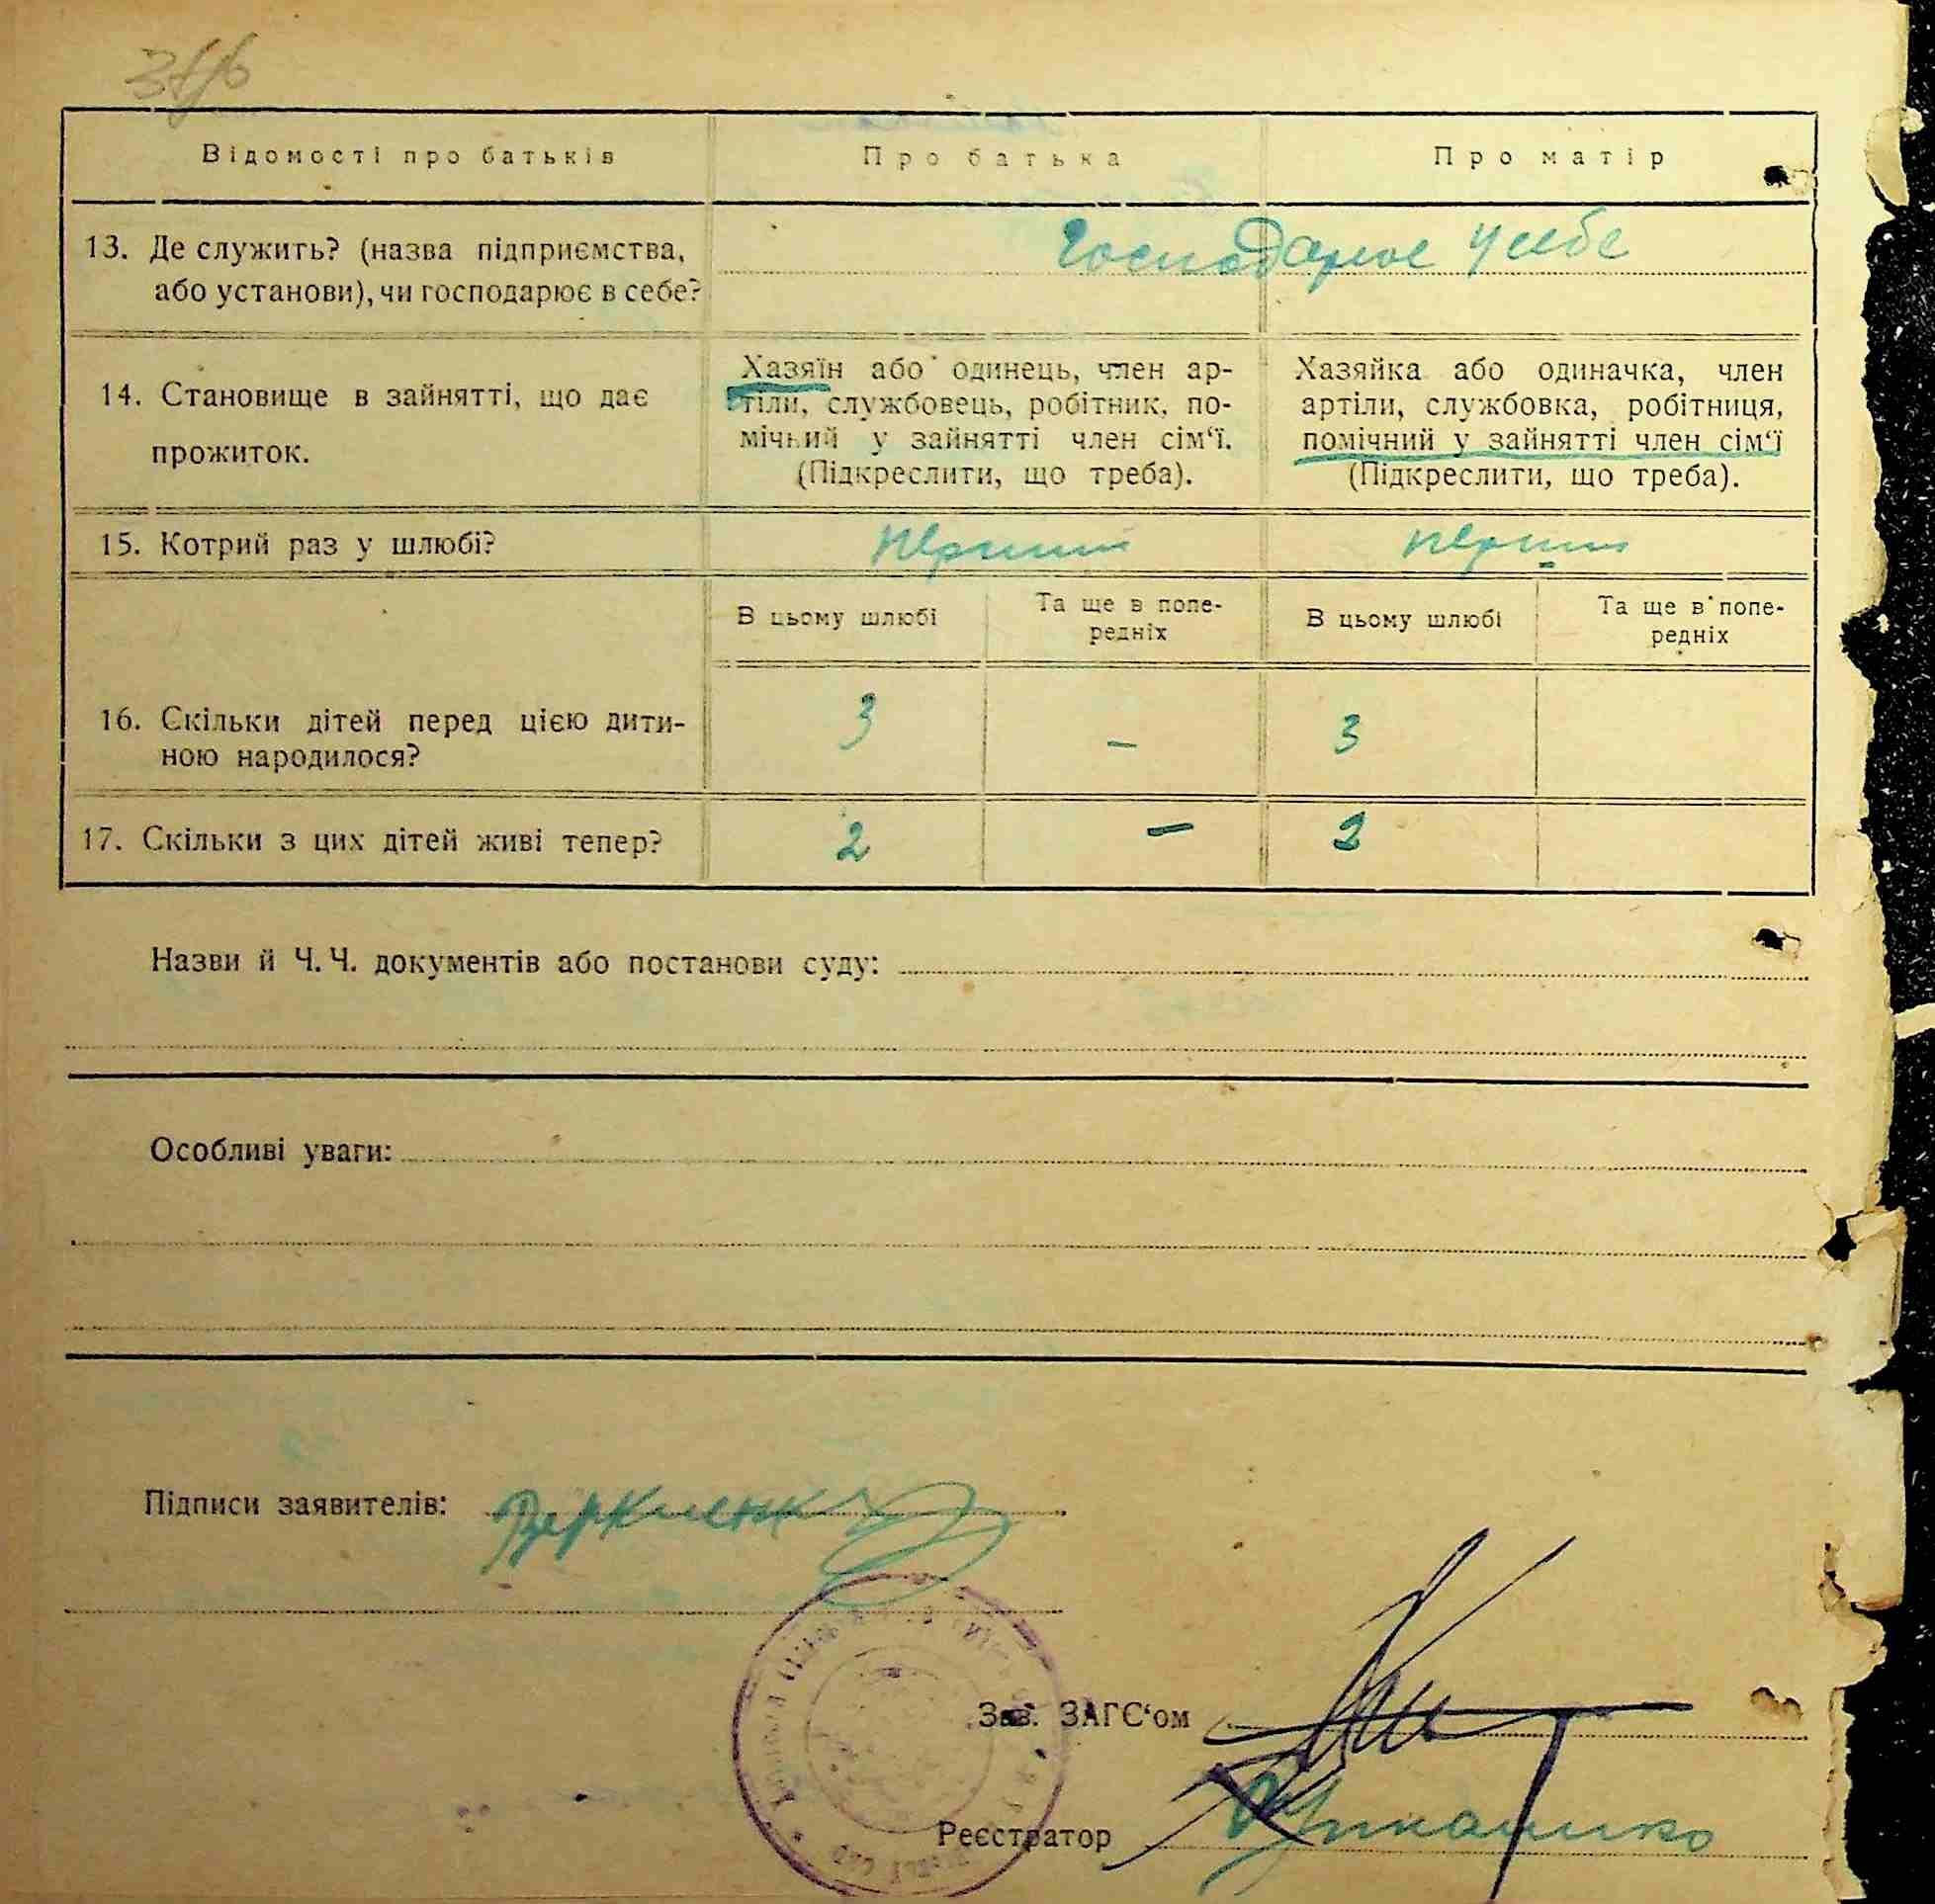 Відомості про батьків
Про батька
Про матір
13. Де служить? (назва підприємства,
або установи), чи господарює в себе?
Господарює у себе
14. Становище в зайнятті, що дає
прожиток.
Хазяїн або одинець, член ар-
тіли, службовець, робітник, по-
мічний у зайнятті член сім‘ї.
(Підкреслити, що треба).
Хазяйка або одиначка, член
артіли, службовка, робітниця,
помічний у зайнятті член сім‘ї
(Підкреслити, що треба).
15. Котрий раз у шлюбі?
перший
перший
В цьому шлюбі
Та ще в попе-
редніх
В цьому шлюбі
Та ще в попе-
редніх
16. Скільки дітей перед цією дити-
ною народилося?
3
-
3
17. Скільки з цих дітей живі тепер?
2
-
2
Назви й Ч. Ч. документів або постанови суду:
Особливі уваги:
Підписи заявителів:
Зав. ЗАГС‘ом
Реєстратор